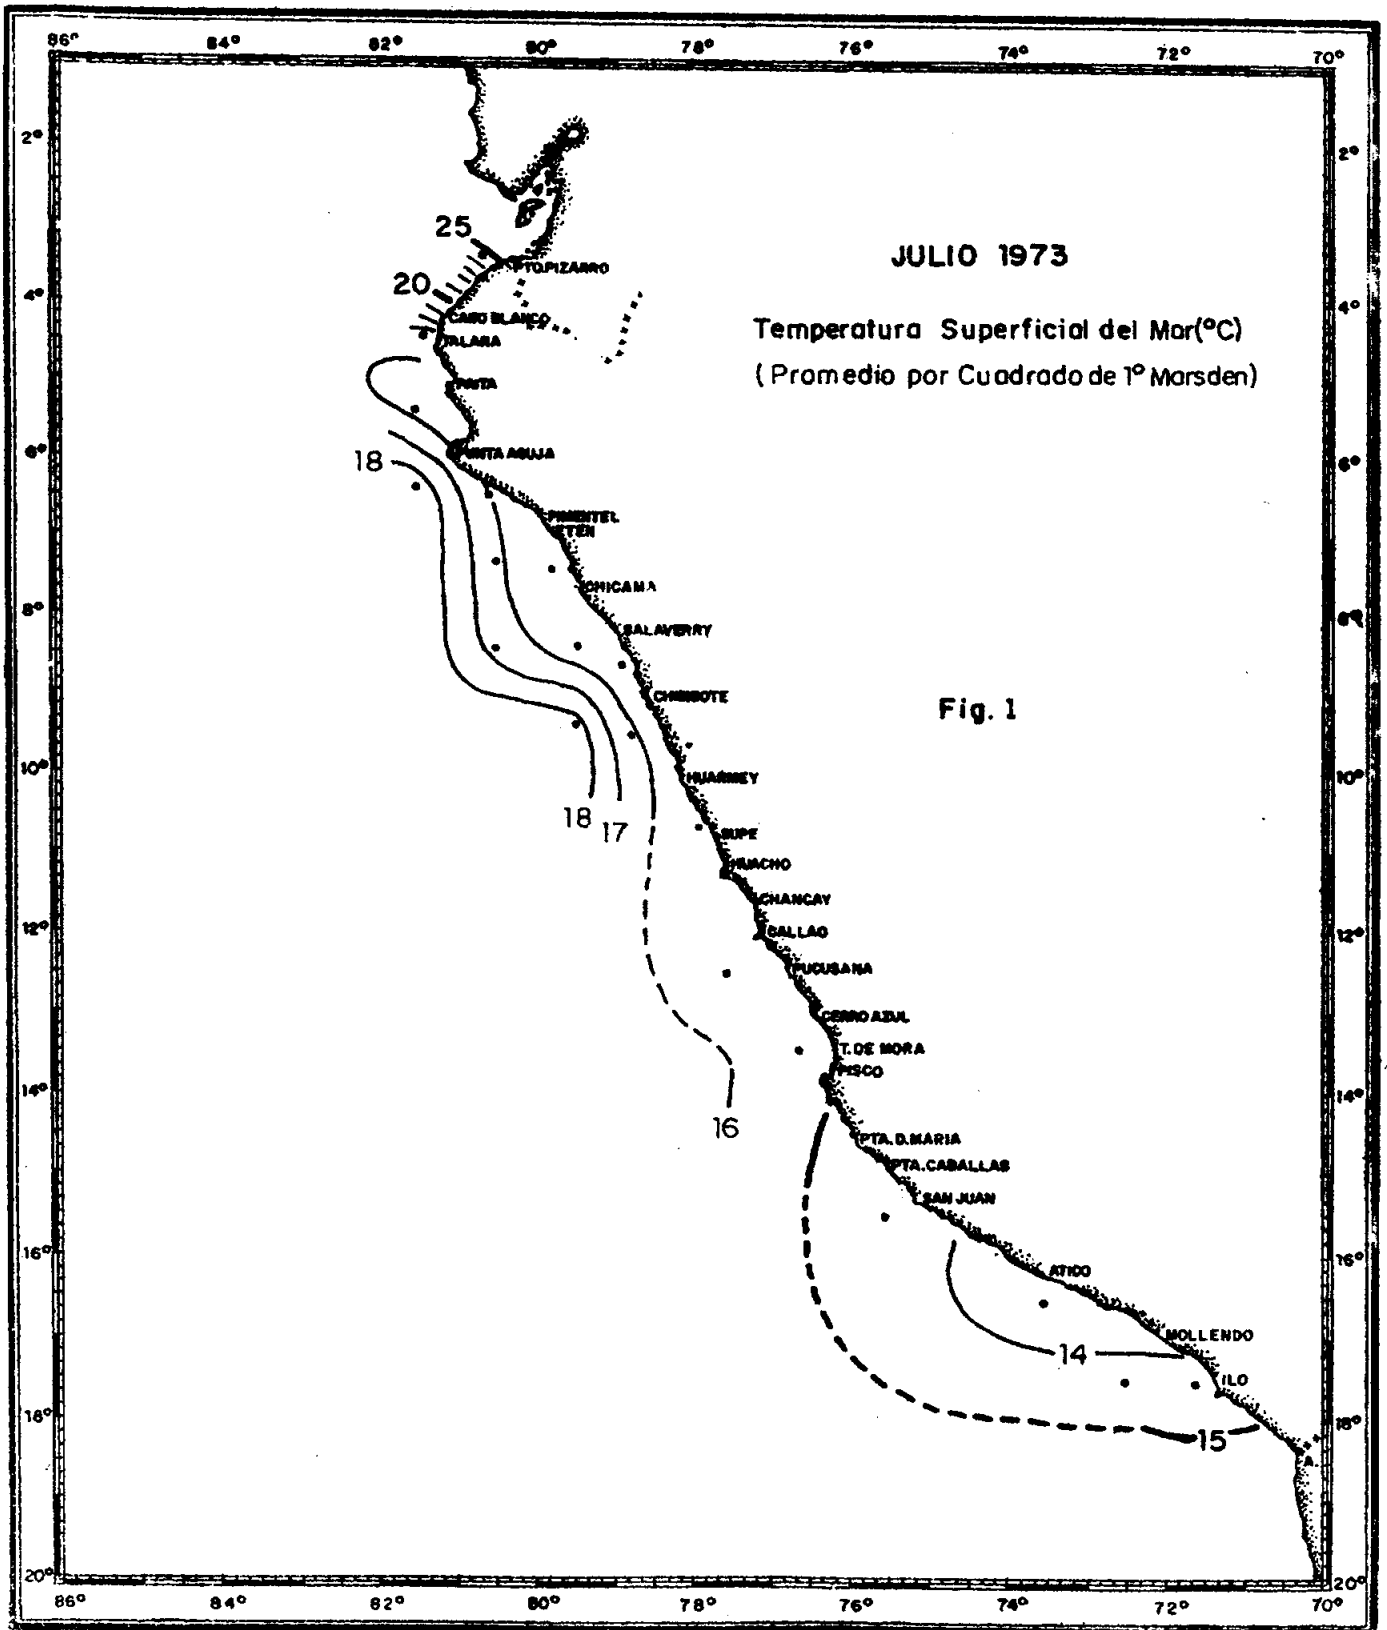 86° 84° 82° 80° 78° 76° 74° 72° 70°
2° 2°
25
JULIO 1973
PTO.PIZARRO
20
4° 4°
CABO BLANCO
Temperatura Superficial del Mar(°C)
TALARA
(Promedio por Cuadrado de 1° Marsden)
PAITA
6° 6°
18
PUNTA AGUJA
PIMENTEL
ETEN
CHICAMA
8° 8°
SALAVERRY
CHIMBOTE
Fig. 1
10° 10°
HUARMEY
18 17
SUPE
HUACHO
CHANCAY
12° 12°
CALLAO
PUCUSANA
CERRO AZUL
T. DE MORA
PISCO
14° 14°
16
PTA. D. MARIA
PTA. CABALLAS
SAN JUAN
16° 16°
ATICO
MOLLENDO
14
ILO
18° 18°
15
A.
20° 20°
86° 84° 82° 80° 78° 76° 74° 72° 70°